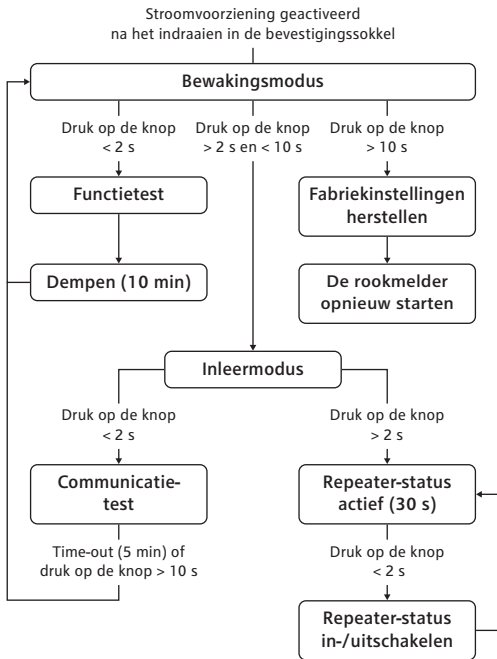 Stroomvoorziening geactiveerd
na het indraaien in de bevestigingssokkel
Bewakingsmodus
Druk op de knop
< 2 s
Druk op de knop
> 2 s en < 10 s
Druk op de knop
> 10 s
Functietest
Fabriekinstellingen
herstellen
Dempen (10 min)
De rookmelder
opnieuw starten
Inleermodus
Druk op de knop
< 2 s
Druk op de knop
> 2 s
Communicatie-
test
Repeater-status
actief (30 s)
Time-out (5 min) of
druk op de knop > 10 s
Druk op de knop
< 2 s
Repeater-status
in-/uitschakelen